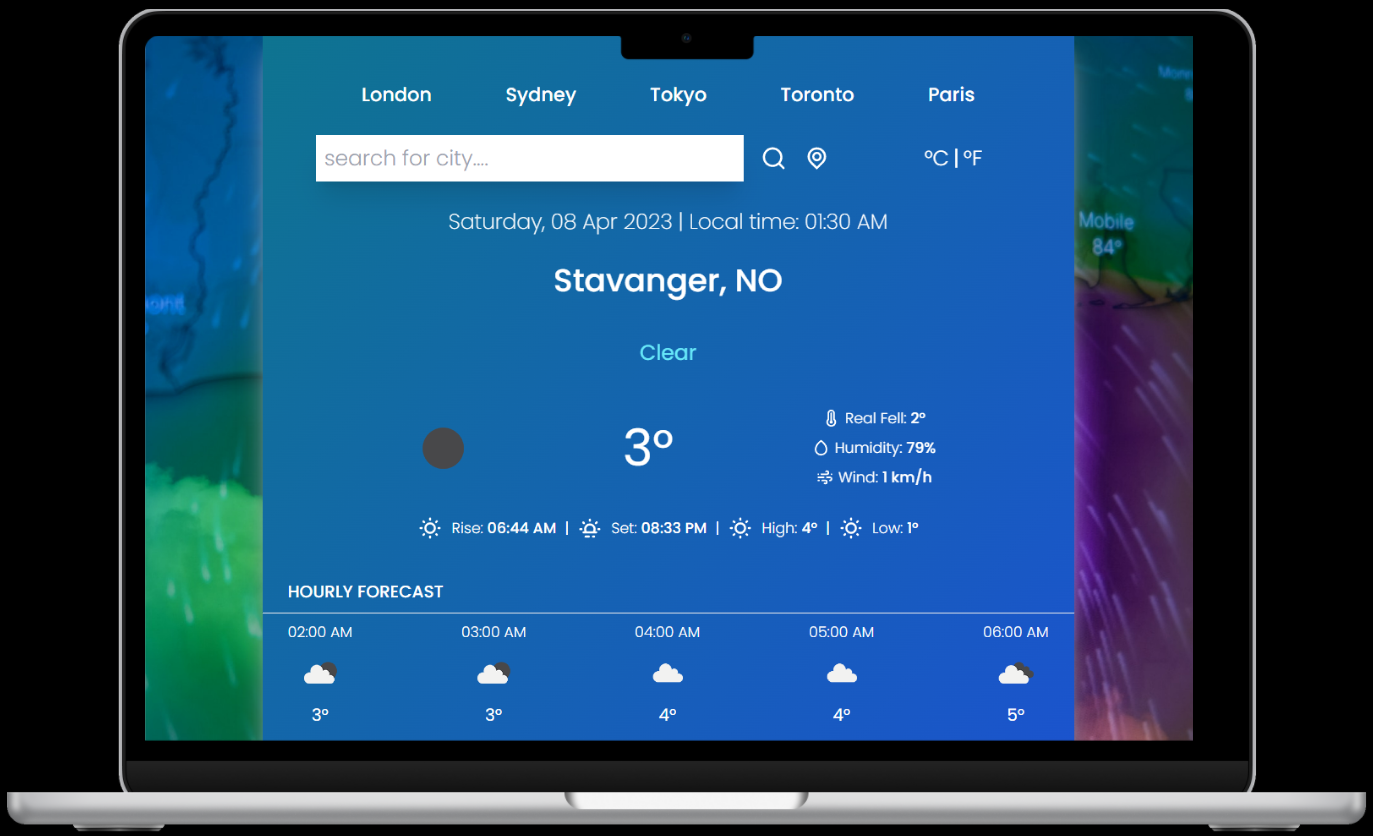 London Sydney Tokyo Toronto Paris
search for city....
°C | °F
Saturday, 08 Apr 2023 | Local time: 01:30 AM
Stavanger, NO
Mobile
84°
Clear
3°
Real Fell: 2°
Humidity: 79%
Wind: 1 km/h
Rise: 06:44 AM | Set: 08:33 PM | High: 4° | Low: 1°
HOURLY FORECAST
02:00 AM 03:00 AM 04:00 AM 05:00 AM 06:00 AM
3° 3° 4° 4° 5°